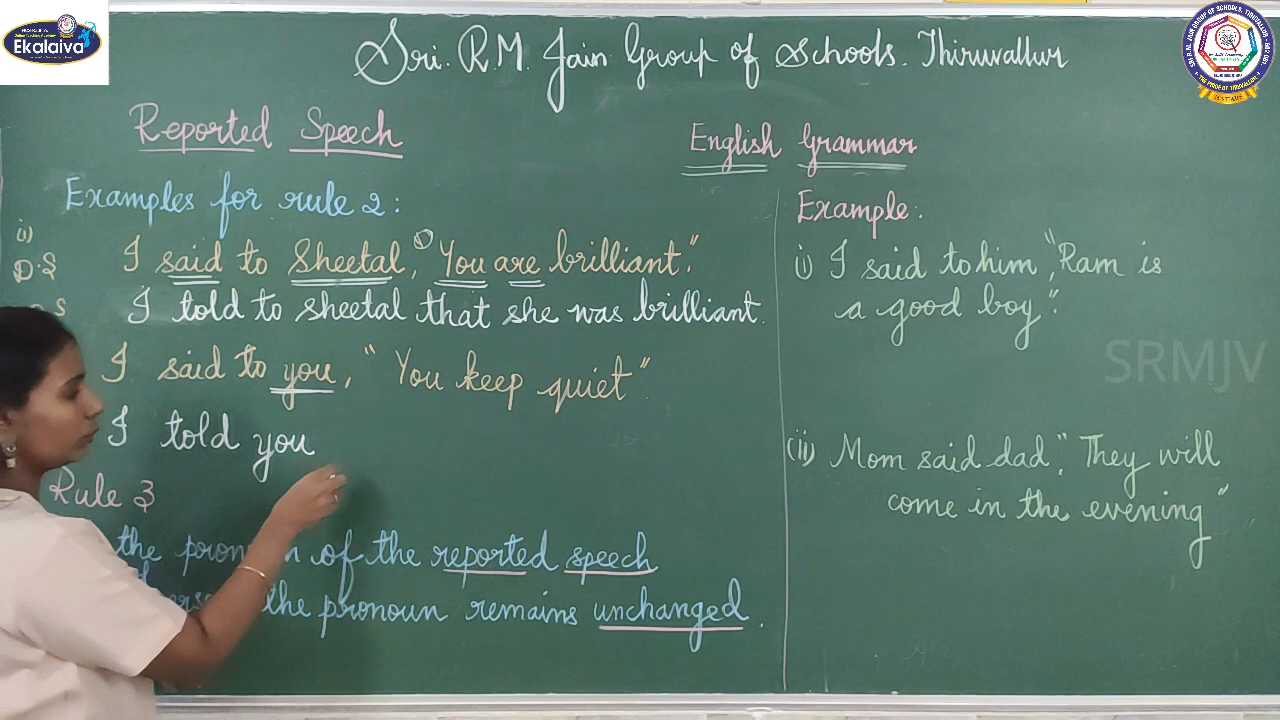 Ekalaiva
Sri. R.M. Jain Group of Schools. Thiruvallur
Reported Speech
English Grammar
Examples for rule 2:
(i)
D.S I said to Sheetal, "You are brilliant."
S I told to sheetal that she was brilliant.
I said to you, "You keep quiet"
I told you
Rule 3
the of the reported speech
the pronoun remains unchanged.
Example:
i) I said to him, "Ram is
a good boy".
SRMJV
(ii) Mom said dad, "They will
come in the evening"